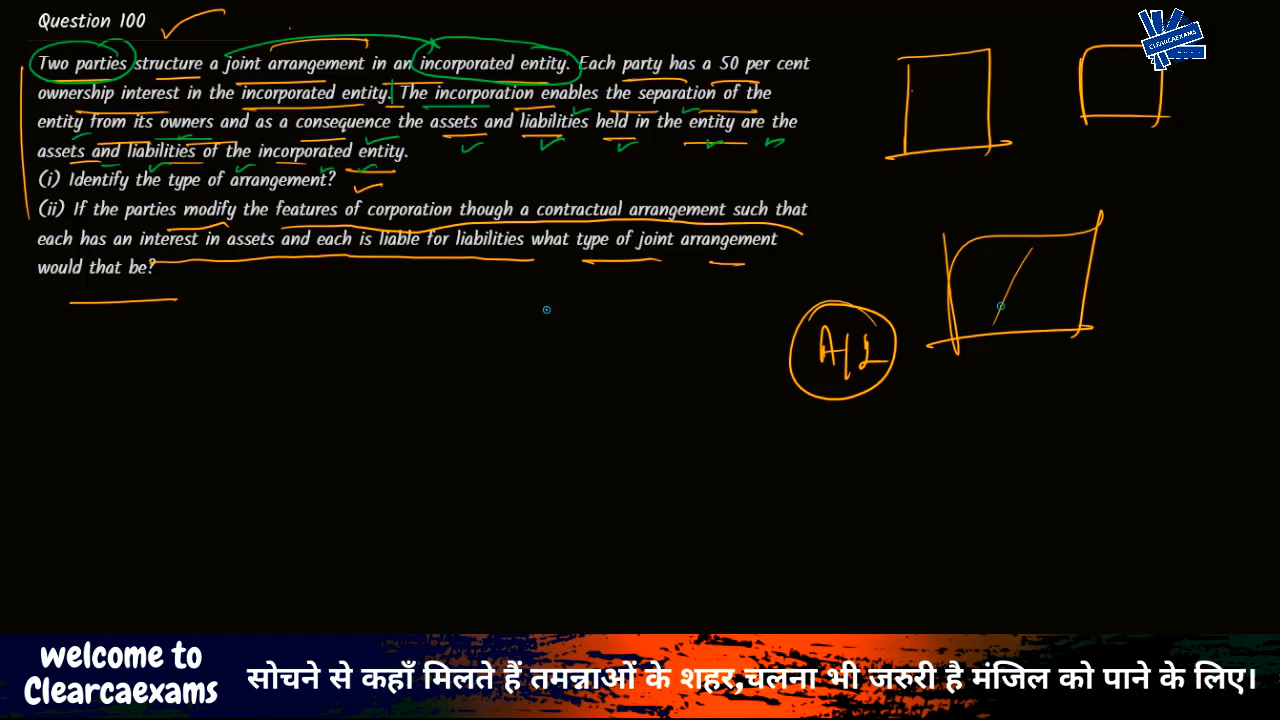 Question 100
CLEARCAEXAMS
Two parties structure a joint arrangement in an incorporated entity. Each party has a 50 per cent
ownership interest in the incorporated entity. The incorporation enables the separation of the
entity from its owners and as a consequence the assets and liabilities held in the entity are the
assets and liabilities of the incorporated entity.
(i) Identify the type of arrangement?
(ii) If the parties modify the features of corporation though a contractual arrangement such that
each has an interest in assets and each is liable for liabilities what type of joint arrangement
would that be?
A/L
welcome to
Clearcaexams
सोचने से कहाँ मिलते हैं तमन्नाओं के शहर,चलना भी जरुरी है मंजिल को पाने के लिए।